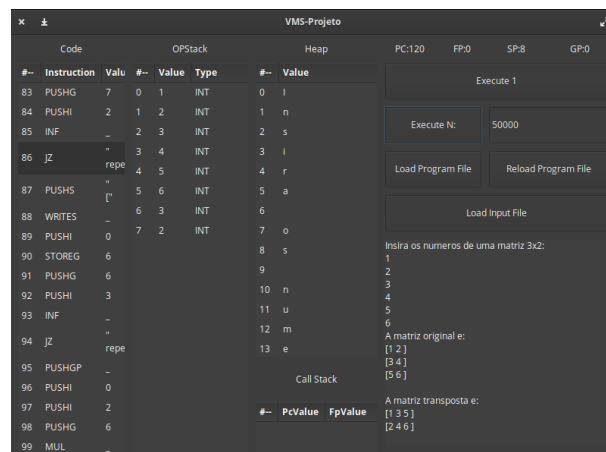 VMS-Projeto
Code
OPStack
Heap
PC:120 FP:0 SP:8 GP:0
#-- Instruction Valu
83 PUSHG 7
84 PUSHI 2
85 INF _
86 JZ " repe
87 PUSHS " ["
88 WRITES _
89 PUSHI 0
90 STOREG 6
91 PUSHG 6
92 PUSHI 3
93 INF _
94 JZ " repe
95 PUSHGP _
96 PUSHI 0
97 PUSHI 2
98 PUSHG 6
99 MUL _
#-- Value Type
0 1 INT
1 2 INT
2 3 INT
3 4 INT
4 5 INT
5 6 INT
6 3 INT
7 2 INT
#-- Value
0 I
1 n
2 s
3 i
4 r
5 a
6
7 o
8 s
9
10 n
11 u
12 m
13 e
Call Stack
#-- PcValue FpValue
Execute 1
Execute N: 50000
Load Program File Reload Program File
Load Input File
Insira os numeros de uma matriz 3x2:
1
2
3
4
5
6
A matriz original e:
[1 2 ]
[3 4 ]
[5 6 ]
A matriz transposta e:
[1 3 5 ]
[2 4 6 ]